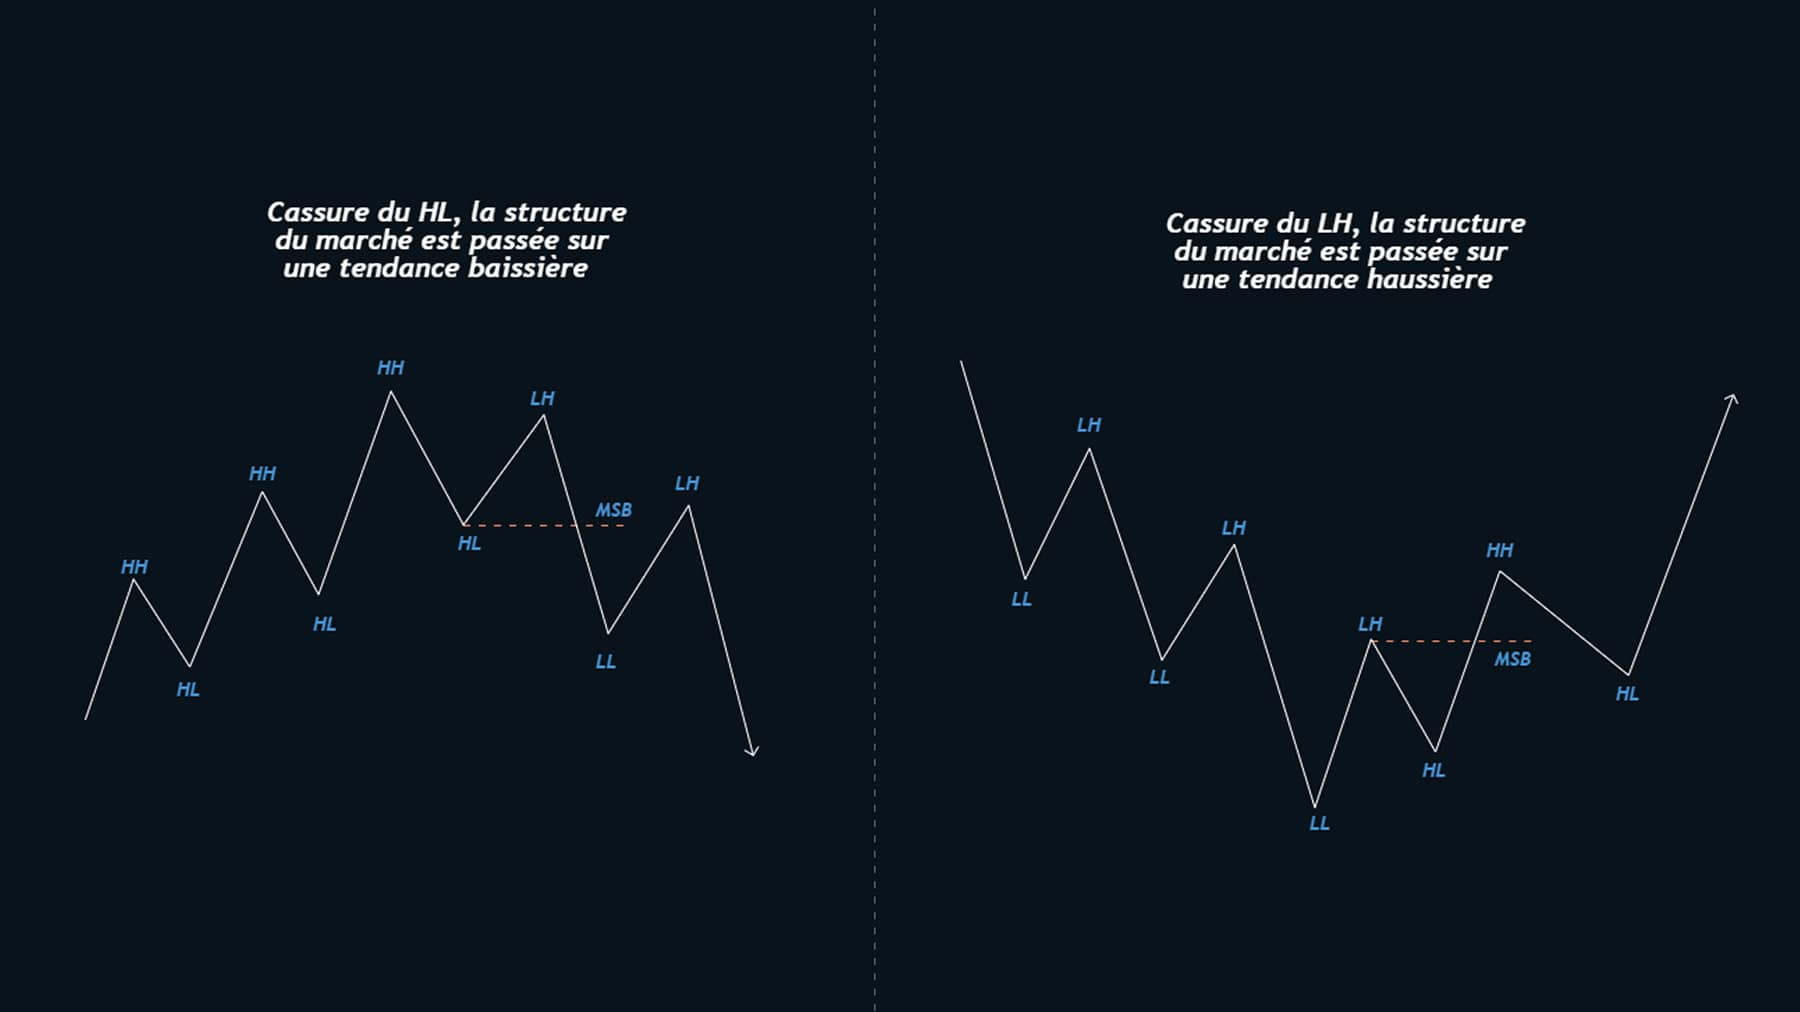 Cassure du HL, la structure
du marché est passée sur
une tendance baissière
HH
LH
HH
LH
MSB
HL
HH
HL
LL
HL
Cassure du LH, la structure
du marché est passée sur
une tendance haussière
LH
LH
HH
LL
LH
MSB
LL
HL
HL
LL